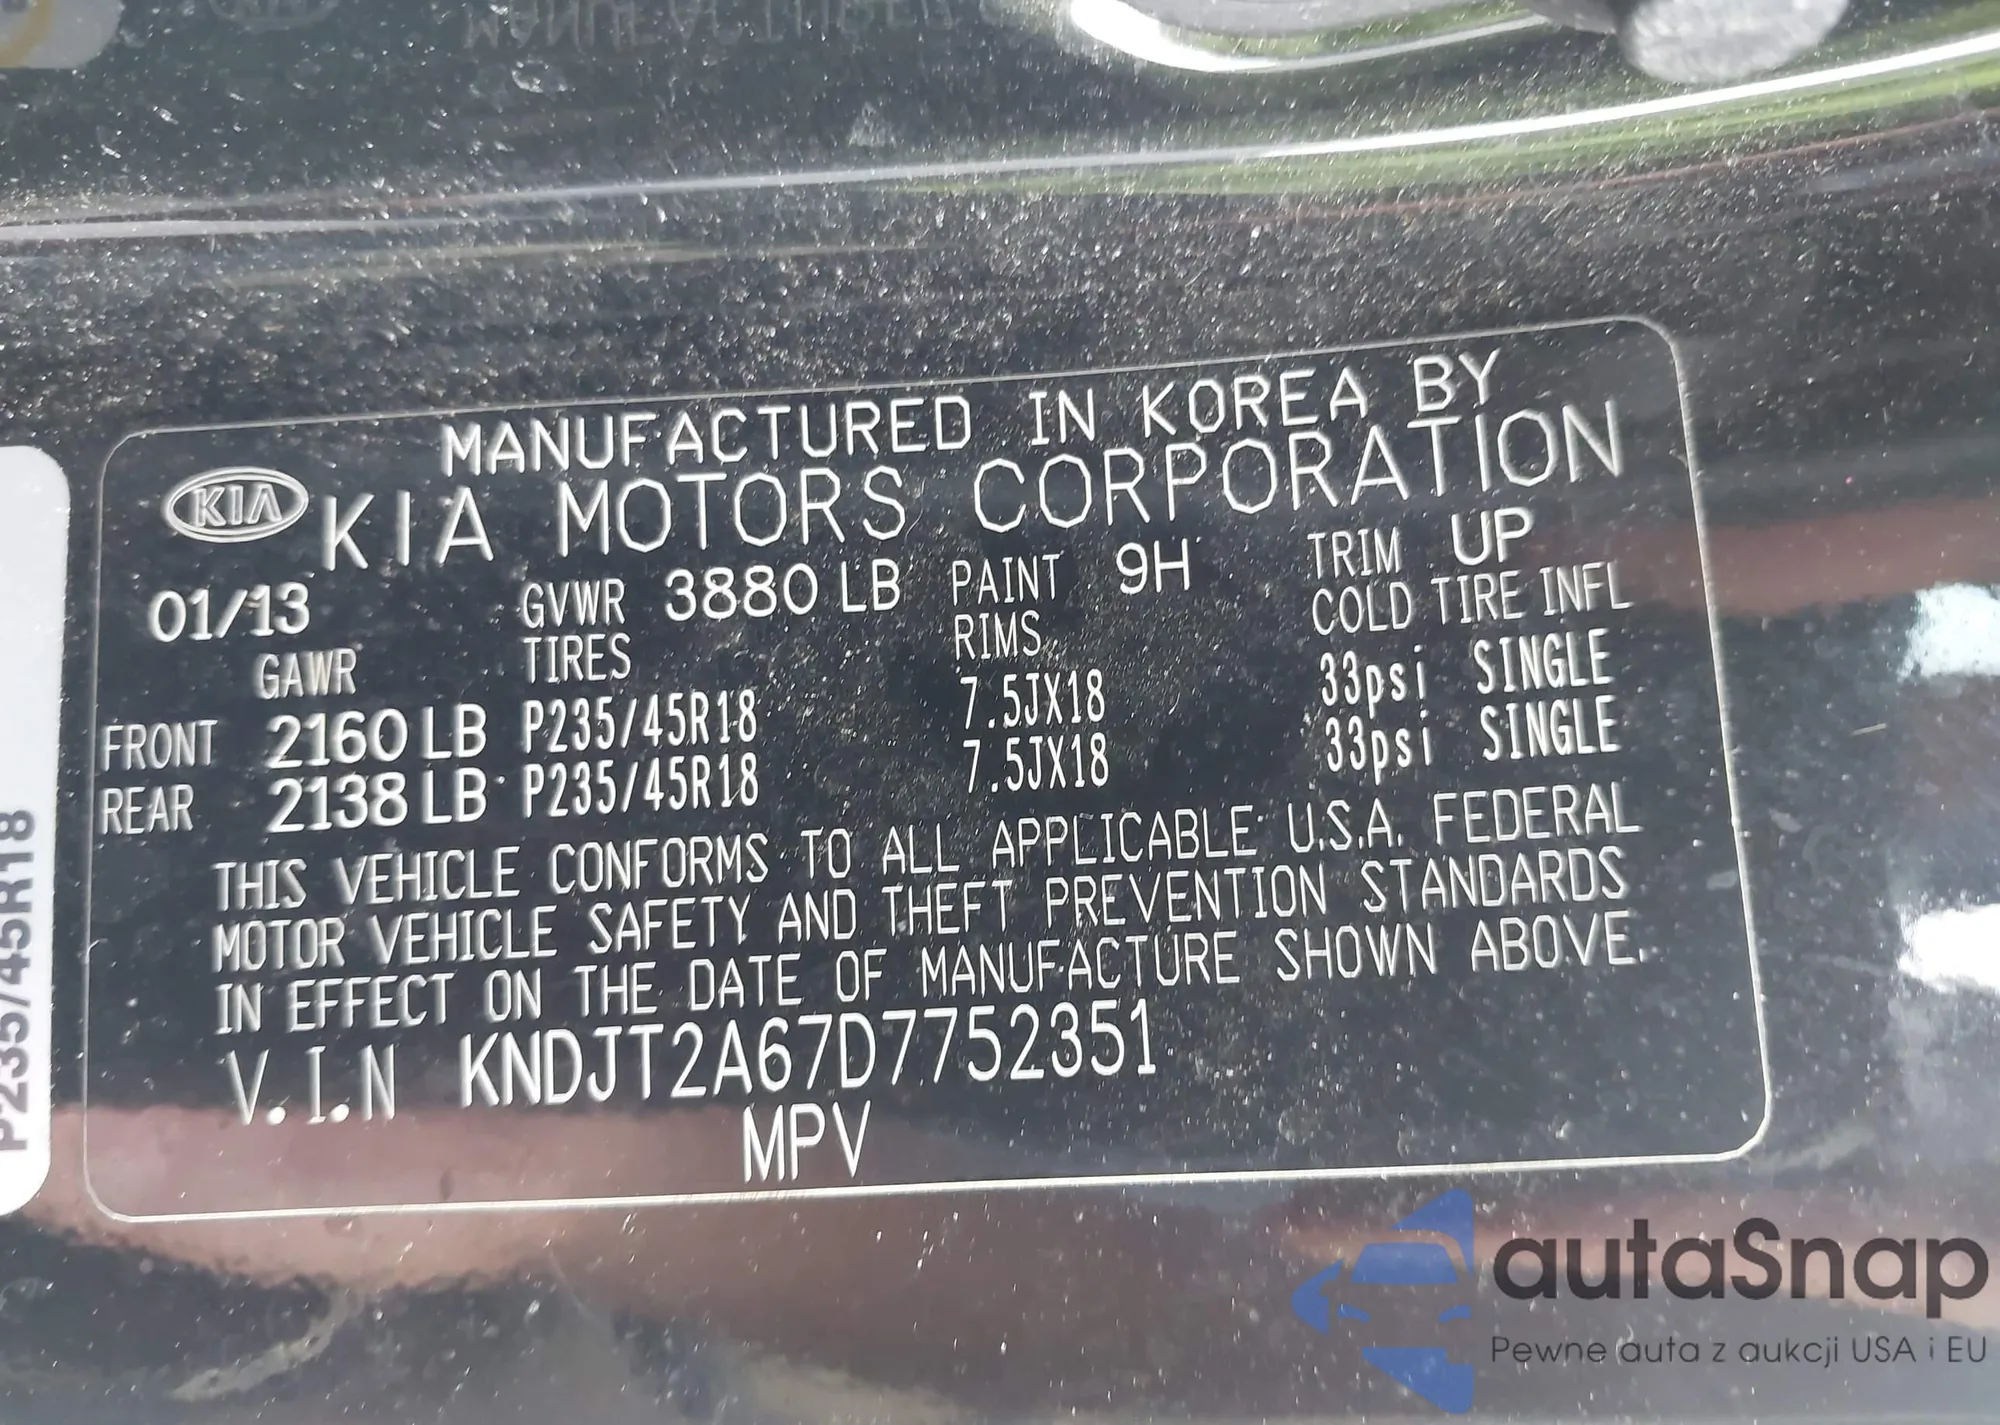 MANUFACTURED IN KOREA BY
KIA KIA MOTORS CORPORATION
01/13 GVWR 3880 LB PAINT 9H TRIM UP
GAWR TIRES RIMS COLD TIRE INFL
FRONT 2160 LB P235/45R18 7.5JX18 33psi SINGLE
REAR 2138 LB P235/45R18 7.5JX18 33psi SINGLE
THIS VEHICLE CONFORMS TO ALL APPLICABLE U.S.A. FEDERAL
MOTOR VEHICLE SAFETY AND THEFT PREVENTION STANDARDS
IN EFFECT ON THE DATE OF MANUFACTURE SHOWN ABOVE.
V.I.N KNDJT2A67D7752351
MPV
P235/45R18
autaSnap
Pewne auta z aukcji USA i EU